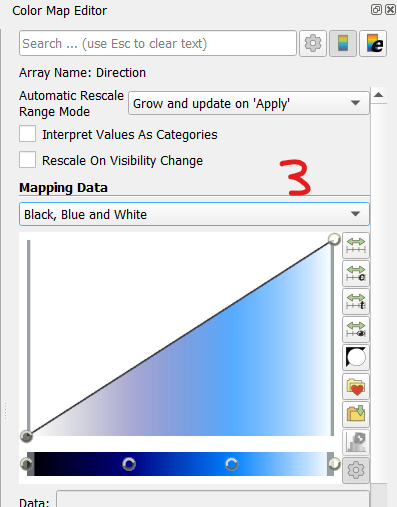 Color Map Editor
Search ... (use Esc to clear text)
e
Array Name: Direction
Automatic Rescale
Range Mode
Grow and update on 'Apply'
Interpret Values As Categories
Rescale On Visibility Change
3
Mapping Data
Black, Blue and White
c
t
Data: